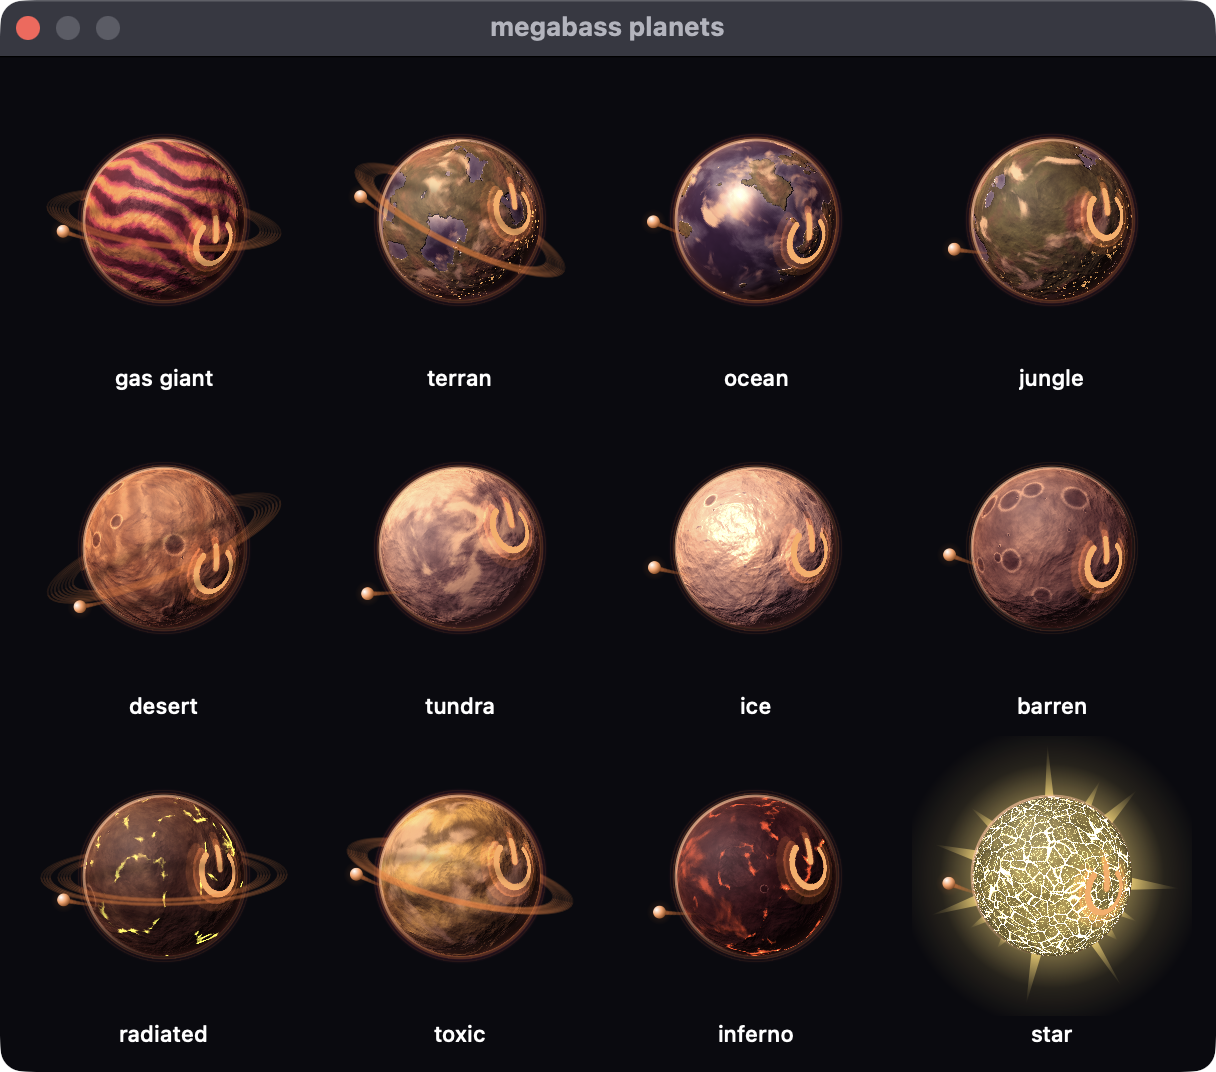 megabass planets
gas giant
terran
ocean
jungle
desert
tundra
ice
barren
radiated
toxic
inferno
star